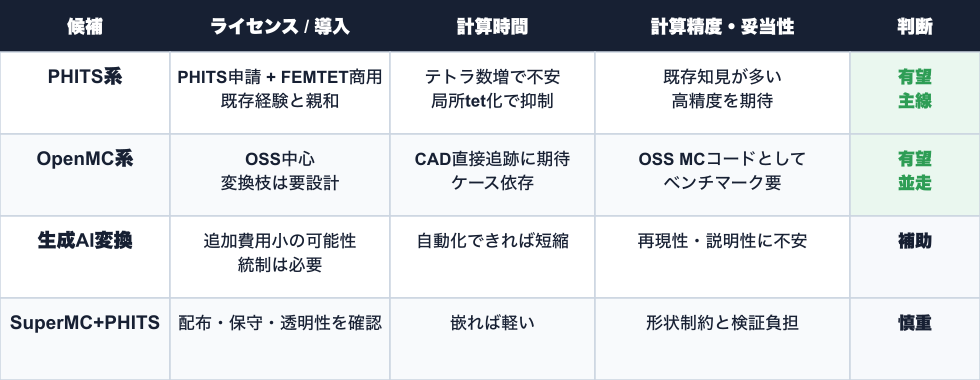 候補 ライセンス / 導入 計算時間 計算精度・妥当性 判断
PHITS系 PHITS申請 + FEMTET商用 テトラ数増で不安 既存知見が多い 有望
既存経験と親和 局所tet化で抑制 高精度を期待 主線
OpenMC系 OSS中心 CAD直接追跡に期待 OSS MCコードとして 有望
変換枝は要設計 ケース依存 ベンチマーク要 並走
生成AI変換 追加費用小の可能性 自動化できれば短縮 再現性・説明性に不安 補助
統制は必要
SuperMC+PHITS 配布・保守・透明性を確認 嵌れば軽い 形状制約と検証負担 慎重